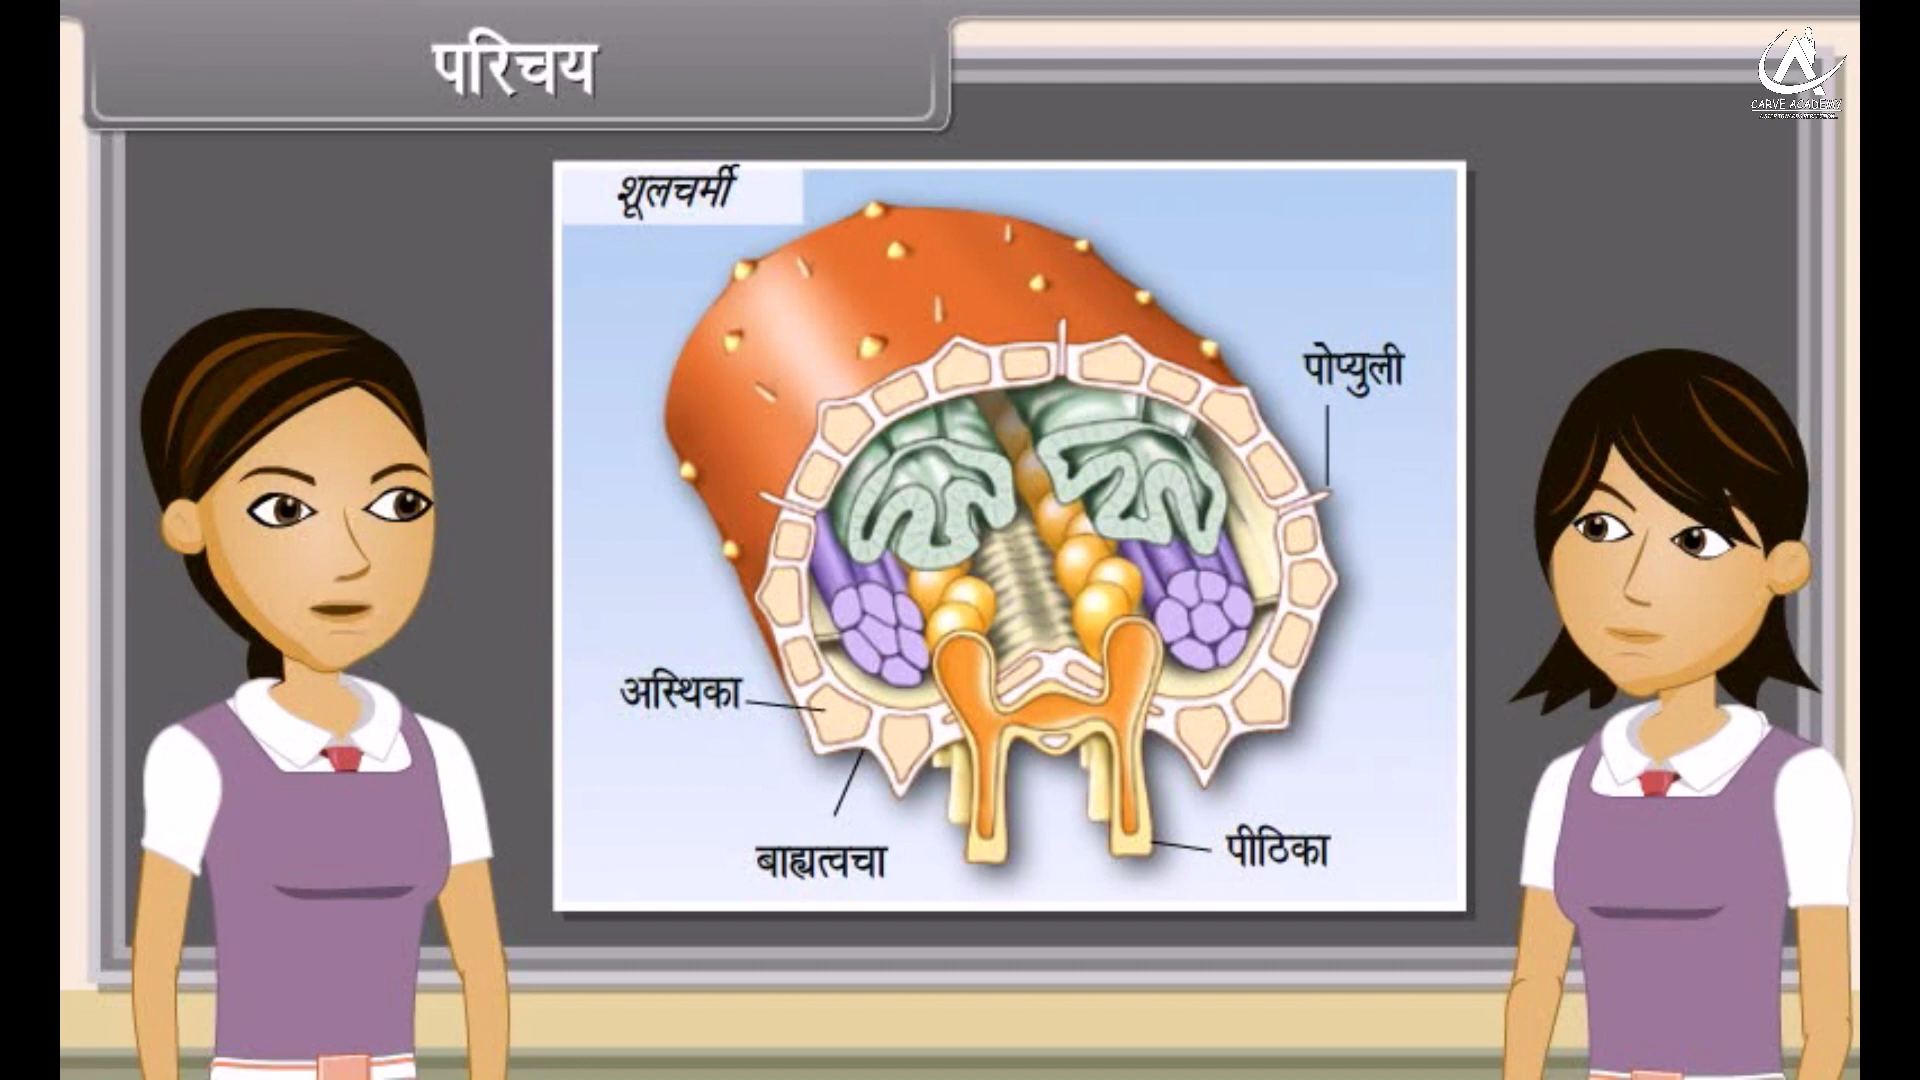 परिचय
CARVE ACADEMY
शूलचर्मी
पोप्युली
अस्थिका
बाह्यत्वचा
पीठिका